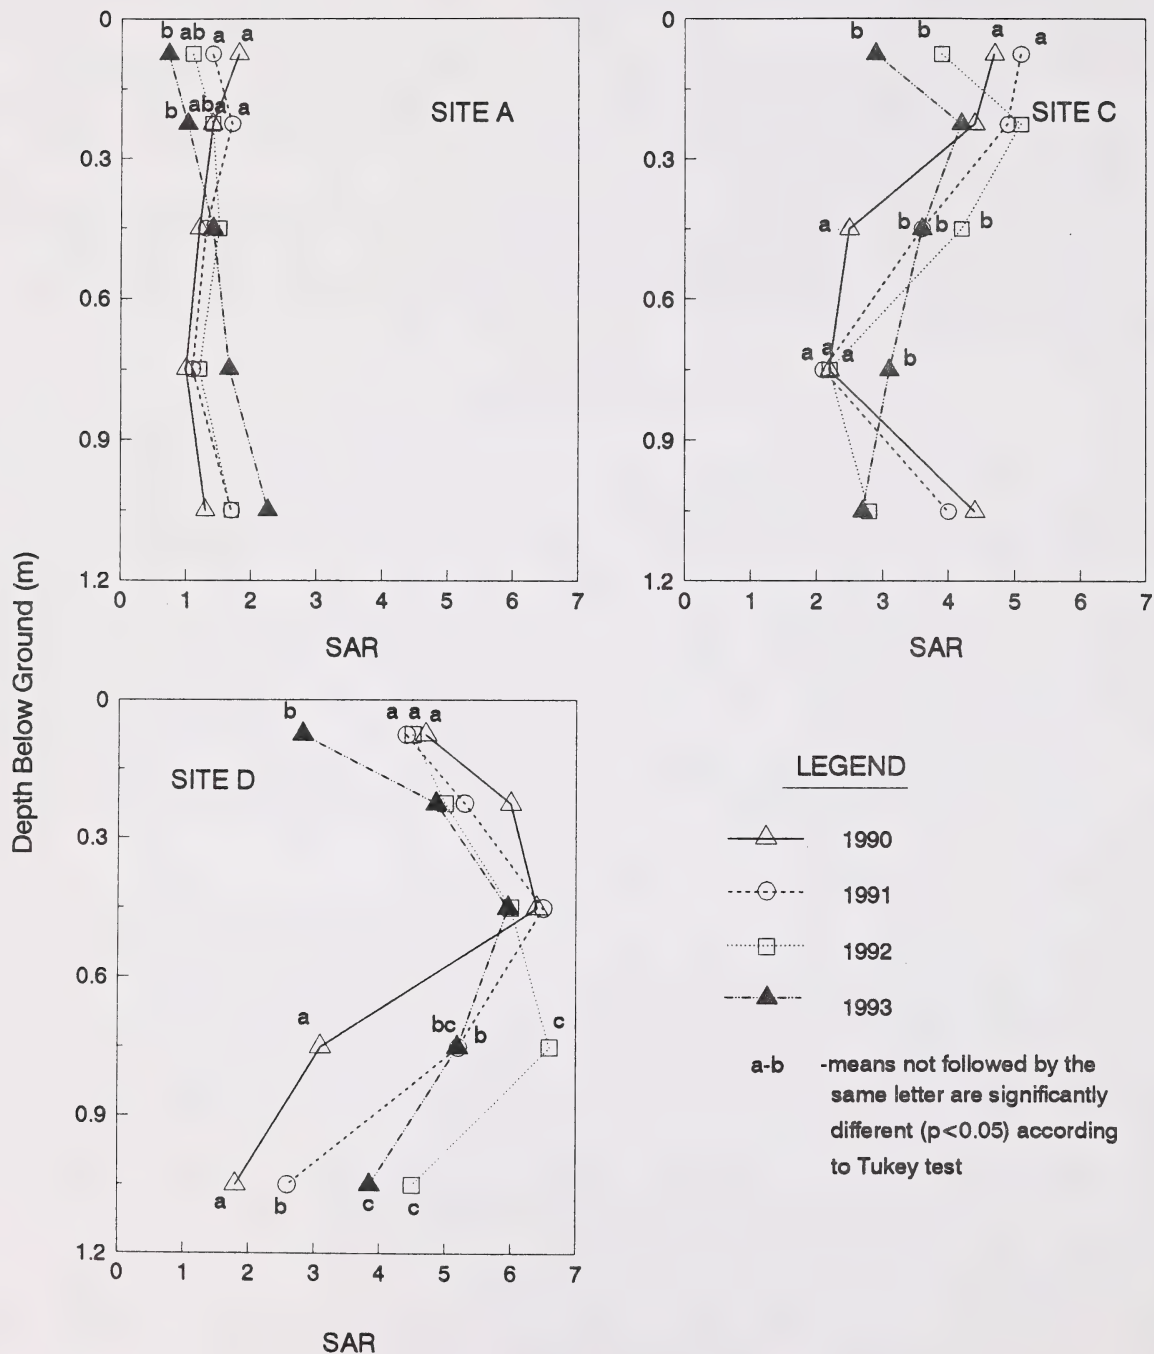 0
b ab a a
b ab a a
SITE A
0.3
0.6
0.9
1.2
0 1 2 3 4 5 6 7
SAR
0
b b a a
SITE C
0.3
a b b b
0.6
a a a b
0.9
1.2
0 1 2 3 4 5 6 7
SAR
Depth Below Ground (m)
0
b a a a
SITE D
0.3
0.6
a bc b c
0.9
a b c c
1.2
0 1 2 3 4 5 6 7
SAR
LEGEND
1990
1991
1992
1993
a-b -means not followed by the
same letter are significantly
different (p<0.05) according
to Tukey test